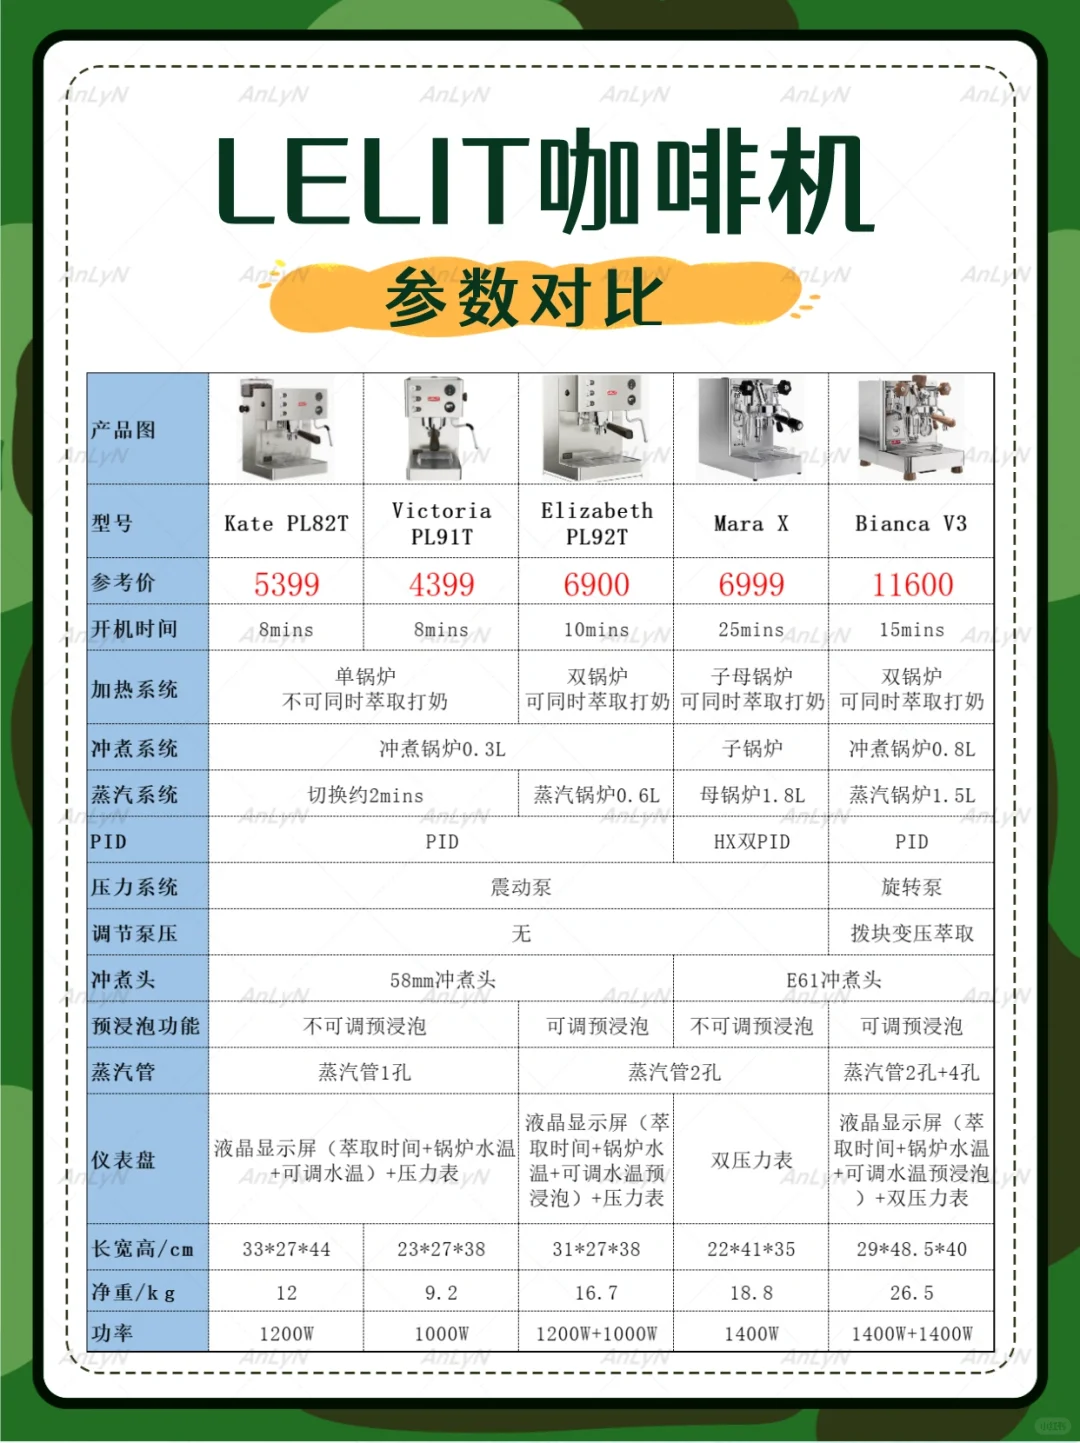 LELIT咖啡机
参数对比
产品图
型号 Kate PL82T Victoria PL91T Elizabeth PL92T Mara X Bianca V3
参考价 5399 4399 6900 6999 11600
开机时间 8mins 8mins 10mins 25mins 15mins
加热系统 单锅炉 不可同时萃取打奶 双锅炉 可同时萃取打奶 子母锅炉 可同时萃取打奶 双锅炉 可同时萃取打奶
冲煮系统 冲煮锅炉0.3L 子锅炉 冲煮锅炉0.8L
蒸汽系统 切换约2mins 蒸汽锅炉0.6L 母锅炉1.8L 蒸汽锅炉1.5L
PID PID HX双PID PID
压力系统 震动泵 旋转泵
调节泵压 无 拨块变压萃取
冲煮头 58mm冲煮头 E61冲煮头
预浸泡功能 不可调预浸泡 可调预浸泡 不可调预浸泡 可调预浸泡
蒸汽管 蒸汽管1孔 蒸汽管2孔 蒸汽管2孔+4孔
仪表盘 液晶显示屏（萃取时间+锅炉水温+可调水温）+压力表 液晶显示屏（萃取时间+锅炉水温+可调水温预浸泡）+压力表 双压力表 液晶显示屏（萃取时间+锅炉水温+可调水温预浸泡）+双压力表
长宽高/cm 33*27*44 23*27*38 31*27*38 22*41*35 29*48.5*40
净重/kg 12 9.2 16.7 18.8 26.5
功率 1200W 1000W 1200W+1000W 1400W 1400W+1400W
AnLyN